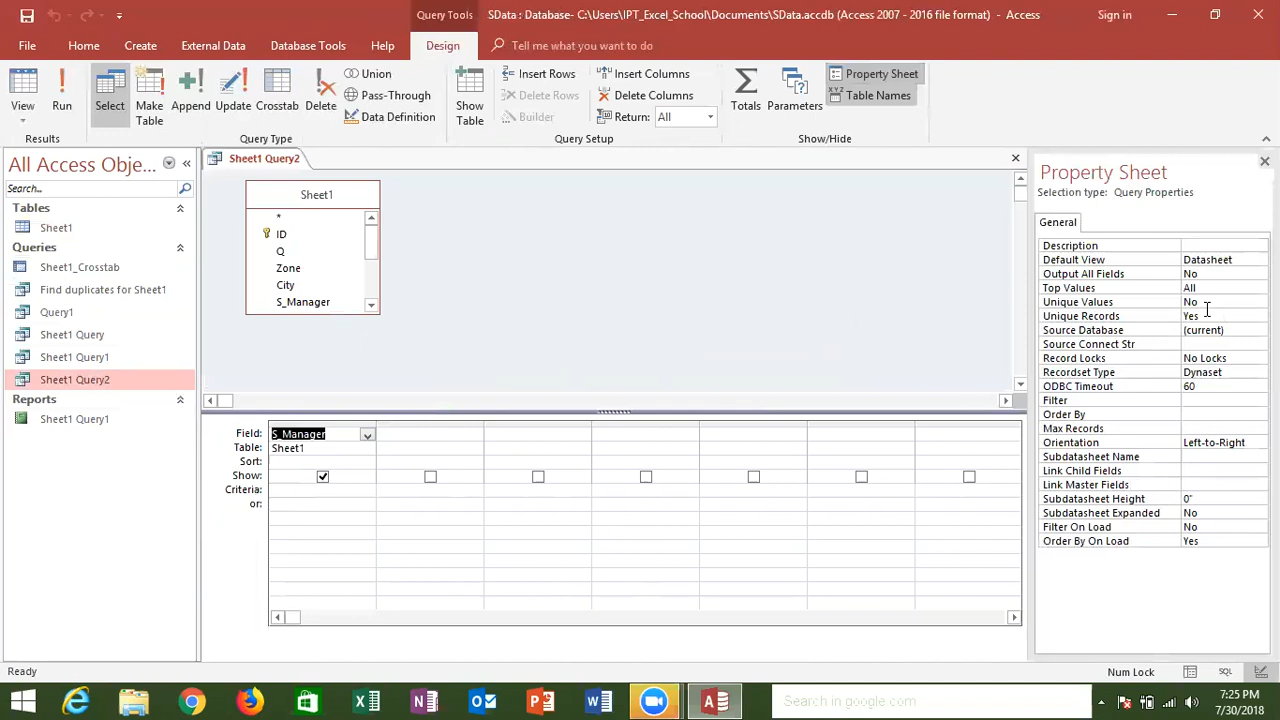 Query Tools
SData : Database- C:\Users\IPT_Excel_School\Documents\SData.accdb (Access 2007 - 2016 file format) - Access
Sign in
File Home Create External Data Database Tools Help Design Tell me what you want to do
View Run Select Make Table Append Update Crosstab Delete
Union
Pass-Through
Data Definition
Show Table
Insert Rows
Delete Rows
Builder
Insert Columns
Delete Columns
Return: All
Totals Parameters
Property Sheet
XYZ Table Names
Results Query Type Query Setup Show/Hide
All Access Obje...
Search...
Tables
Sheet1
Queries
Sheet1_Crosstab
Find duplicates for Sheet1
Query1
Sheet1 Query
Sheet1 Query1
Sheet1 Query2
Reports
Sheet1 Query1
Sheet1 Query2
Sheet1
*
ID
Q
Zone
City
S_Manager
Field: S_Manager
Table: Sheet1
Sort:
Show:
Criteria:
or:
Property Sheet
Selection type: Query Properties
General
Description
Default View Datasheet
Output All Fields No
Top Values All
Unique Values No
Unique Records Yes
Source Database (current)
Source Connect Str
Record Locks No Locks
Recordset Type Dynaset
ODBC Timeout 60
Filter
Order By
Max Records
Orientation Left-to-Right
Subdatasheet Name
Link Child Fields
Link Master Fields
Subdatasheet Height 0"
Subdatasheet Expanded No
Filter On Load No
Order By On Load Yes
Ready
Num Lock
SQL
Search in google.com
7:25 PM
7/30/2018